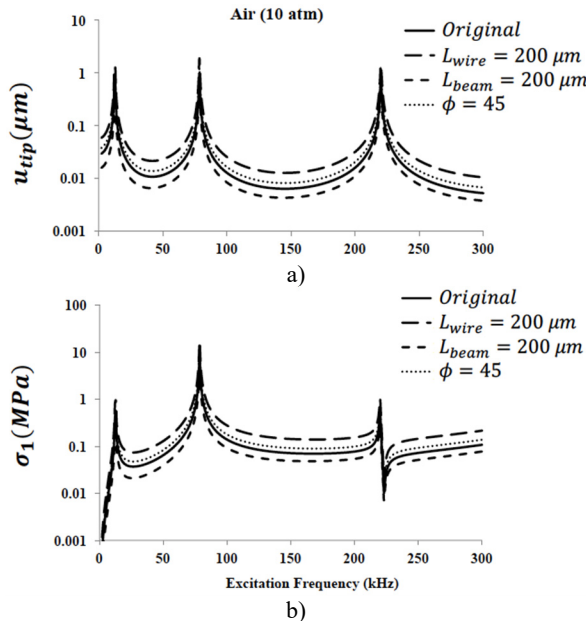 Air (10 atm)
Original
L_wire = 200 μm
L_beam = 200 μm
ϕ = 45
u_tip(μm)
10
1
0.1
0.01
0.001
0 50 100 150 200 250 300
a)
Original
L_wire = 200 μm
L_beam = 200 μm
ϕ = 45
σ_1(MPa)
100
10
1
0.1
0.01
0.001
0 50 100 150 200 250 300
Excitation Frequency (kHz)
b)